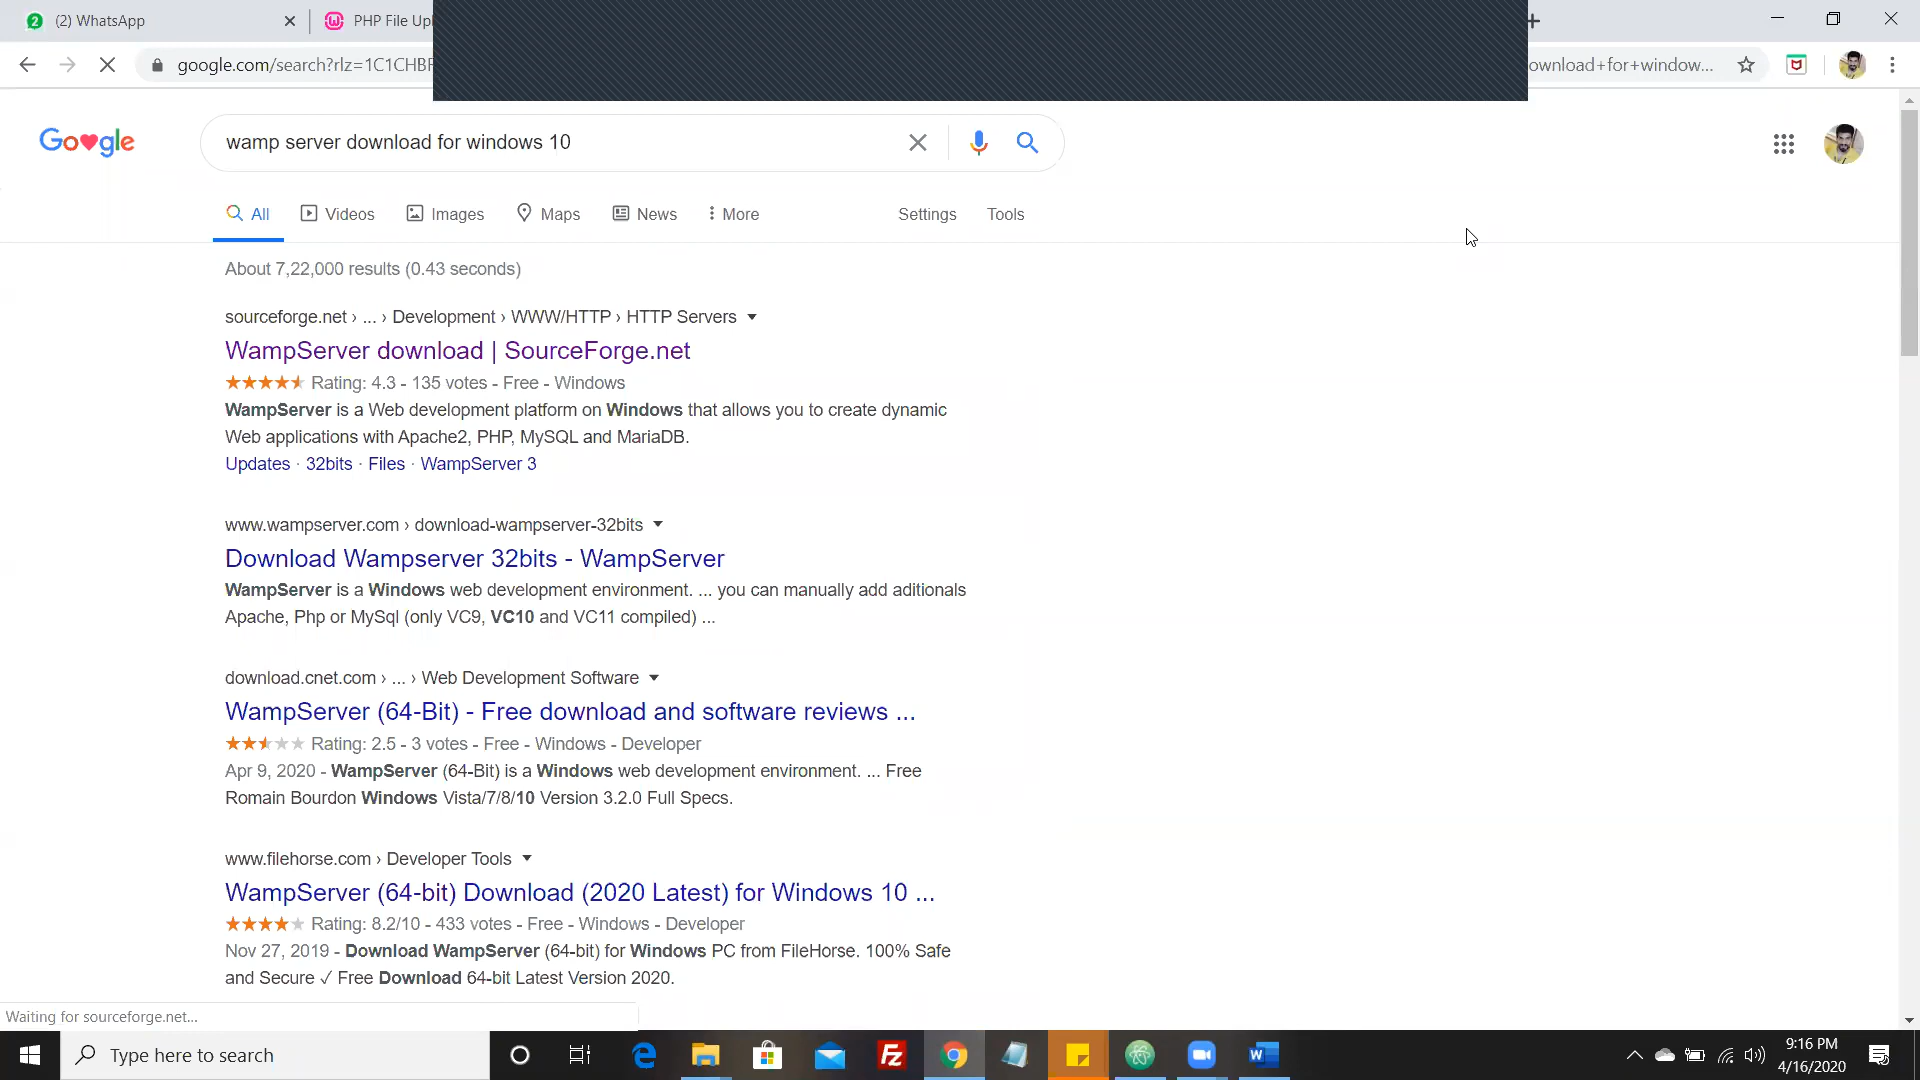 2 (2) WhatsApp PHP File Upl
google.com/search?rlz=1C1CHBF ownload+for+window...
Google
wamp server download for windows 10
All Videos Images Maps News More Settings Tools
About 7,22,000 results (0.43 seconds)
sourceforge.net › ... › Development › WWW/HTTP › HTTP Servers
WampServer download | SourceForge.net
Rating: 4.3 - 135 votes - Free - Windows
WampServer is a Web development platform on Windows that allows you to create dynamic
Web applications with Apache2, PHP, MySQL and MariaDB.
Updates · 32bits · Files · WampServer 3
www.wampserver.com › download-wampserver-32bits
Download Wampserver 32bits - WampServer
WampServer is a Windows web development environment. ... you can manually add aditionals
Apache, Php or MySql (only VC9, VC10 and VC11 compiled) ...
download.cnet.com › ... › Web Development Software
WampServer (64-Bit) - Free download and software reviews ...
Rating: 2.5 - 3 votes - Free - Windows - Developer
Apr 9, 2020 - WampServer (64-Bit) is a Windows web development environment. ... Free
Romain Bourdon Windows Vista/7/8/10 Version 3.2.0 Full Specs.
www.filehorse.com › Developer Tools
WampServer (64-bit) Download (2020 Latest) for Windows 10 ...
Rating: 8.2/10 - 433 votes - Free - Windows - Developer
Nov 27, 2019 - Download WampServer (64-bit) for Windows PC from FileHorse. 100% Safe
and Secure ✓ Free Download 64-bit Latest Version 2020.
Waiting for sourceforge.net...
Type here to search
9:16 PM
4/16/2020